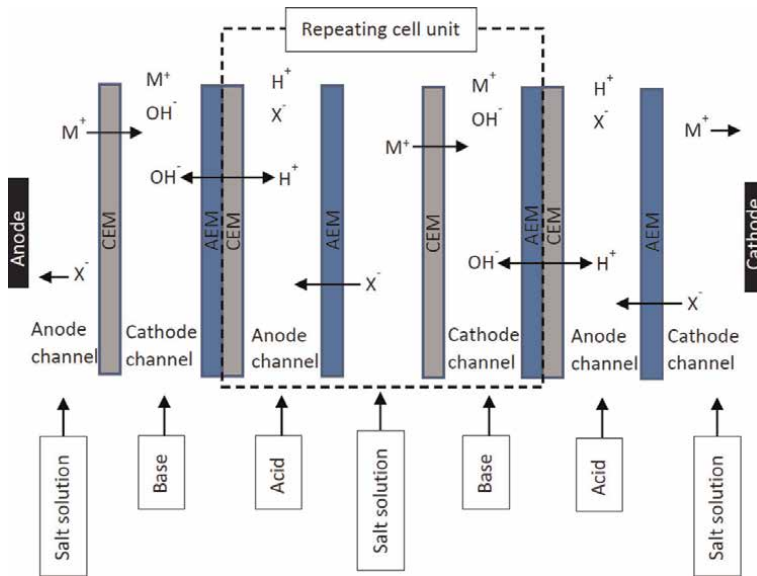 Repeating cell unit
M⁺
OH⁻
H⁺
X⁻
M⁺
OH⁻
H⁺
X⁻
M⁺
M⁺
M⁺
OH⁻
H⁺
OH⁻
H⁺
X⁻
X⁻
X⁻
Anode
CEM
AEM
CEM
AEM
CEM
AEM
CEM
AEM
Cathode
Anode
channel
Cathode
channel
Anode
channel
Cathode
channel
Anode
channel
Cathode
channel
Salt solution
Base
Acid
Salt solution
Base
Acid
Salt solution